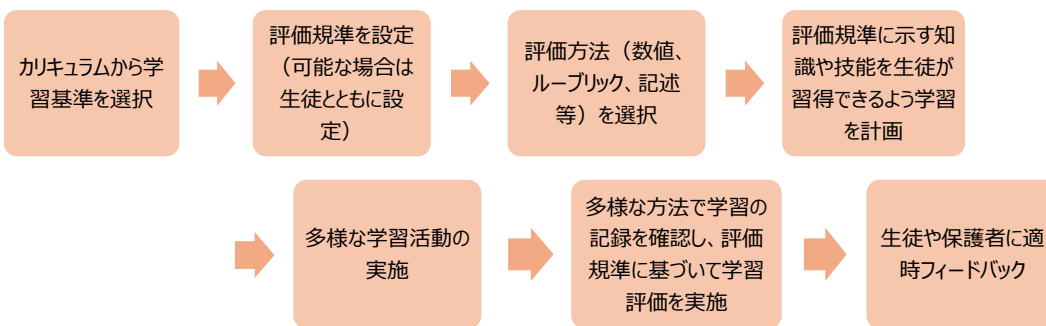 カリキュラムから学
習基準を選択
評価規準を設定
（可能な場合は
生徒とともに設
定）
評価方法（数値、
ルーブリック、記述
等）を選択
評価規準に示す知
識や技能を生徒が
習得できるよう学習
を計画
多様な学習活動の
実施
多様な方法で学習の
記録を確認し、評価
規準に基づいて学習
評価を実施
生徒や保護者に適
時フィードバック